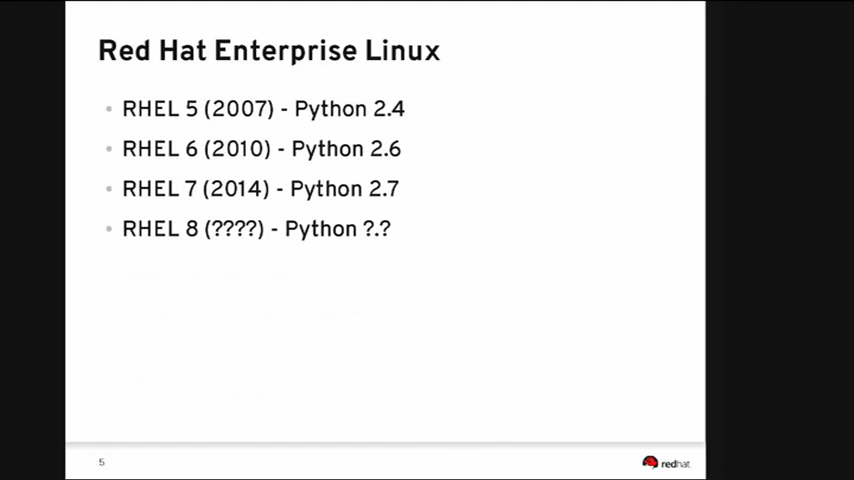 Red Hat Enterprise Linux
RHEL 5 (2007) - Python 2.4
RHEL 6 (2010) - Python 2.6
RHEL 7 (2014) - Python 2.7
RHEL 8 (????) - Python ?.?
5
redhat